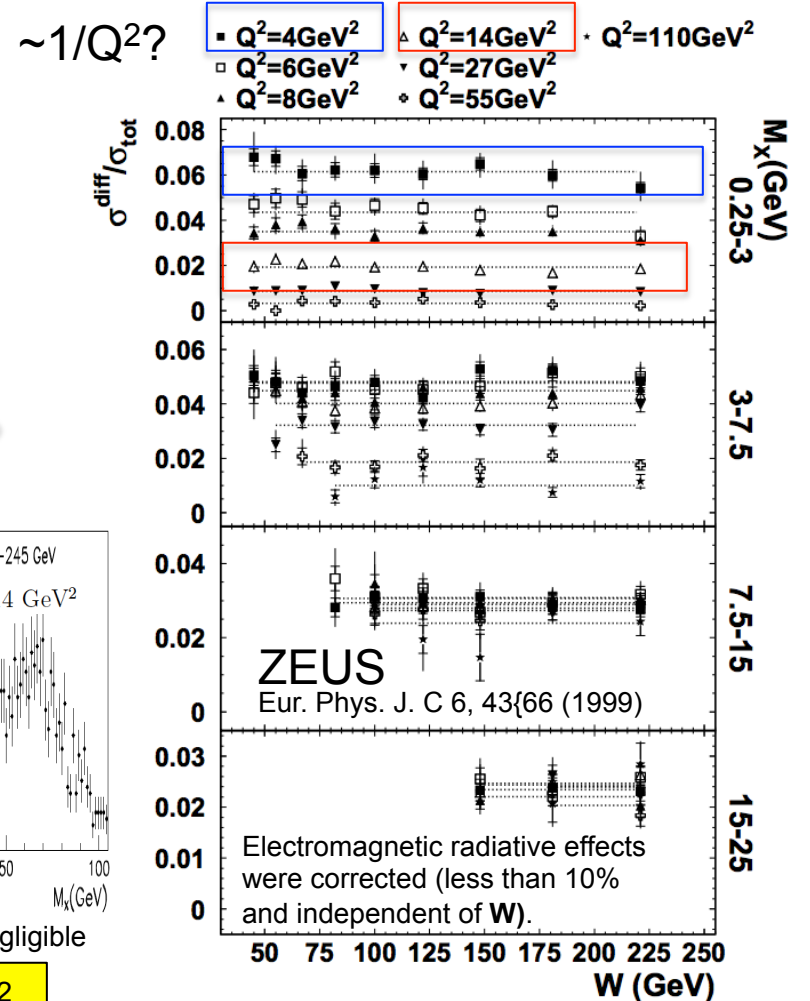 ~1/Q²?
■ Q²=4GeV² △ Q²=14GeV² ⋆ Q²=110GeV²
□ Q²=6GeV² ▼ Q²=27GeV²
▲ Q²=8GeV² ✚ Q²=55GeV²
σ^diff/σ_tot
0.08
0.06
0.04
0.02
0
M_X(GeV)
0.25-3
0.06
0.04
0.02
0
3-7.5
0.04
0.02
0
7.5-15
ZEUS
Eur. Phys. J. C 6, 43{66 (1999)
0.03
0.02
0.01
0
15-25
Electromagnetic radiative effects
were corrected (less than 10%
and independent of W).
50 75 100 125 150 175 200 225 250
W (GeV)
-245 GeV
4 GeV²
50 100
M_x(GeV)
gligible
2